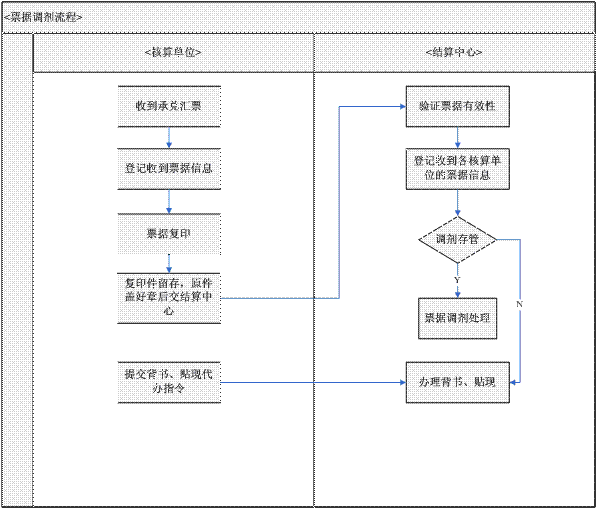 <票据调剂流程>
<核算单位>
<结算中心>
收到承兑汇票
登记收到票据信息
票据复印
复印件留存，原件
盖好章后交结算中
心
提交背书、贴现代
办指令
验证票据有效性
登记收到各核算单
位的票据信息
调剂存管
Y
N
票据调剂处理
办理背书、贴现